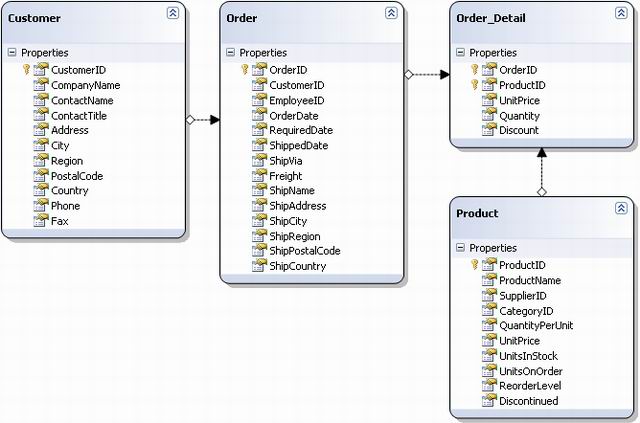 Customer
Properties
CustomerID
CompanyName
ContactName
ContactTitle
Address
City
Region
PostalCode
Country
Phone
Fax
Order
Properties
OrderID
CustomerID
EmployeeID
OrderDate
RequiredDate
ShippedDate
ShipVia
Freight
ShipName
ShipAddress
ShipCity
ShipRegion
ShipPostalCode
ShipCountry
Order_Detail
Properties
OrderID
ProductID
UnitPrice
Quantity
Discount
Product
Properties
ProductID
ProductName
SupplierID
CategoryID
QuantityPerUnit
UnitPrice
UnitsInStock
UnitsOnOrder
ReorderLevel
Discontinued